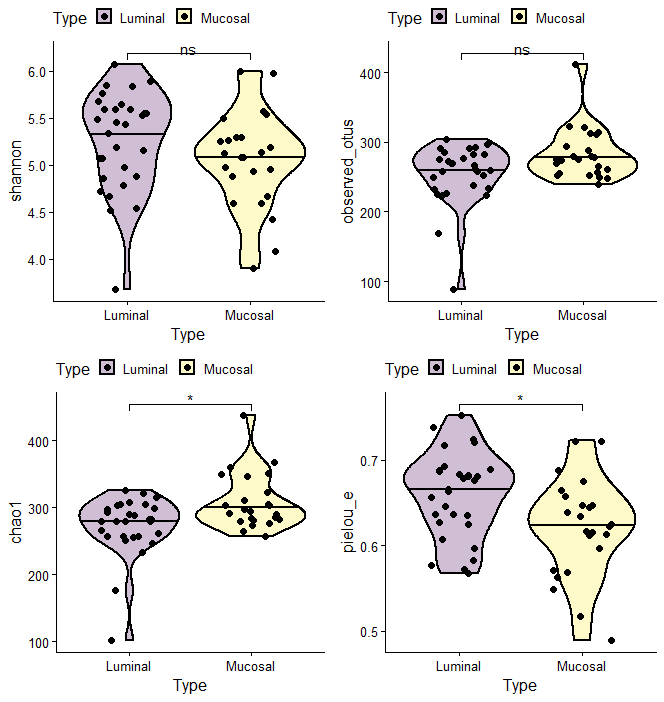 Type Luminal Mucosal
ns
6.0
5.5
5.0
4.5
4.0
shannon
Luminal Mucosal
Type
Type Luminal Mucosal
ns
400
300
200
100
observed_otus
Luminal Mucosal
Type
Type Luminal Mucosal
*
400
300
200
100
chao1
Luminal Mucosal
Type
Type Luminal Mucosal
*
0.7
0.6
0.5
pielou_e
Luminal Mucosal
Type